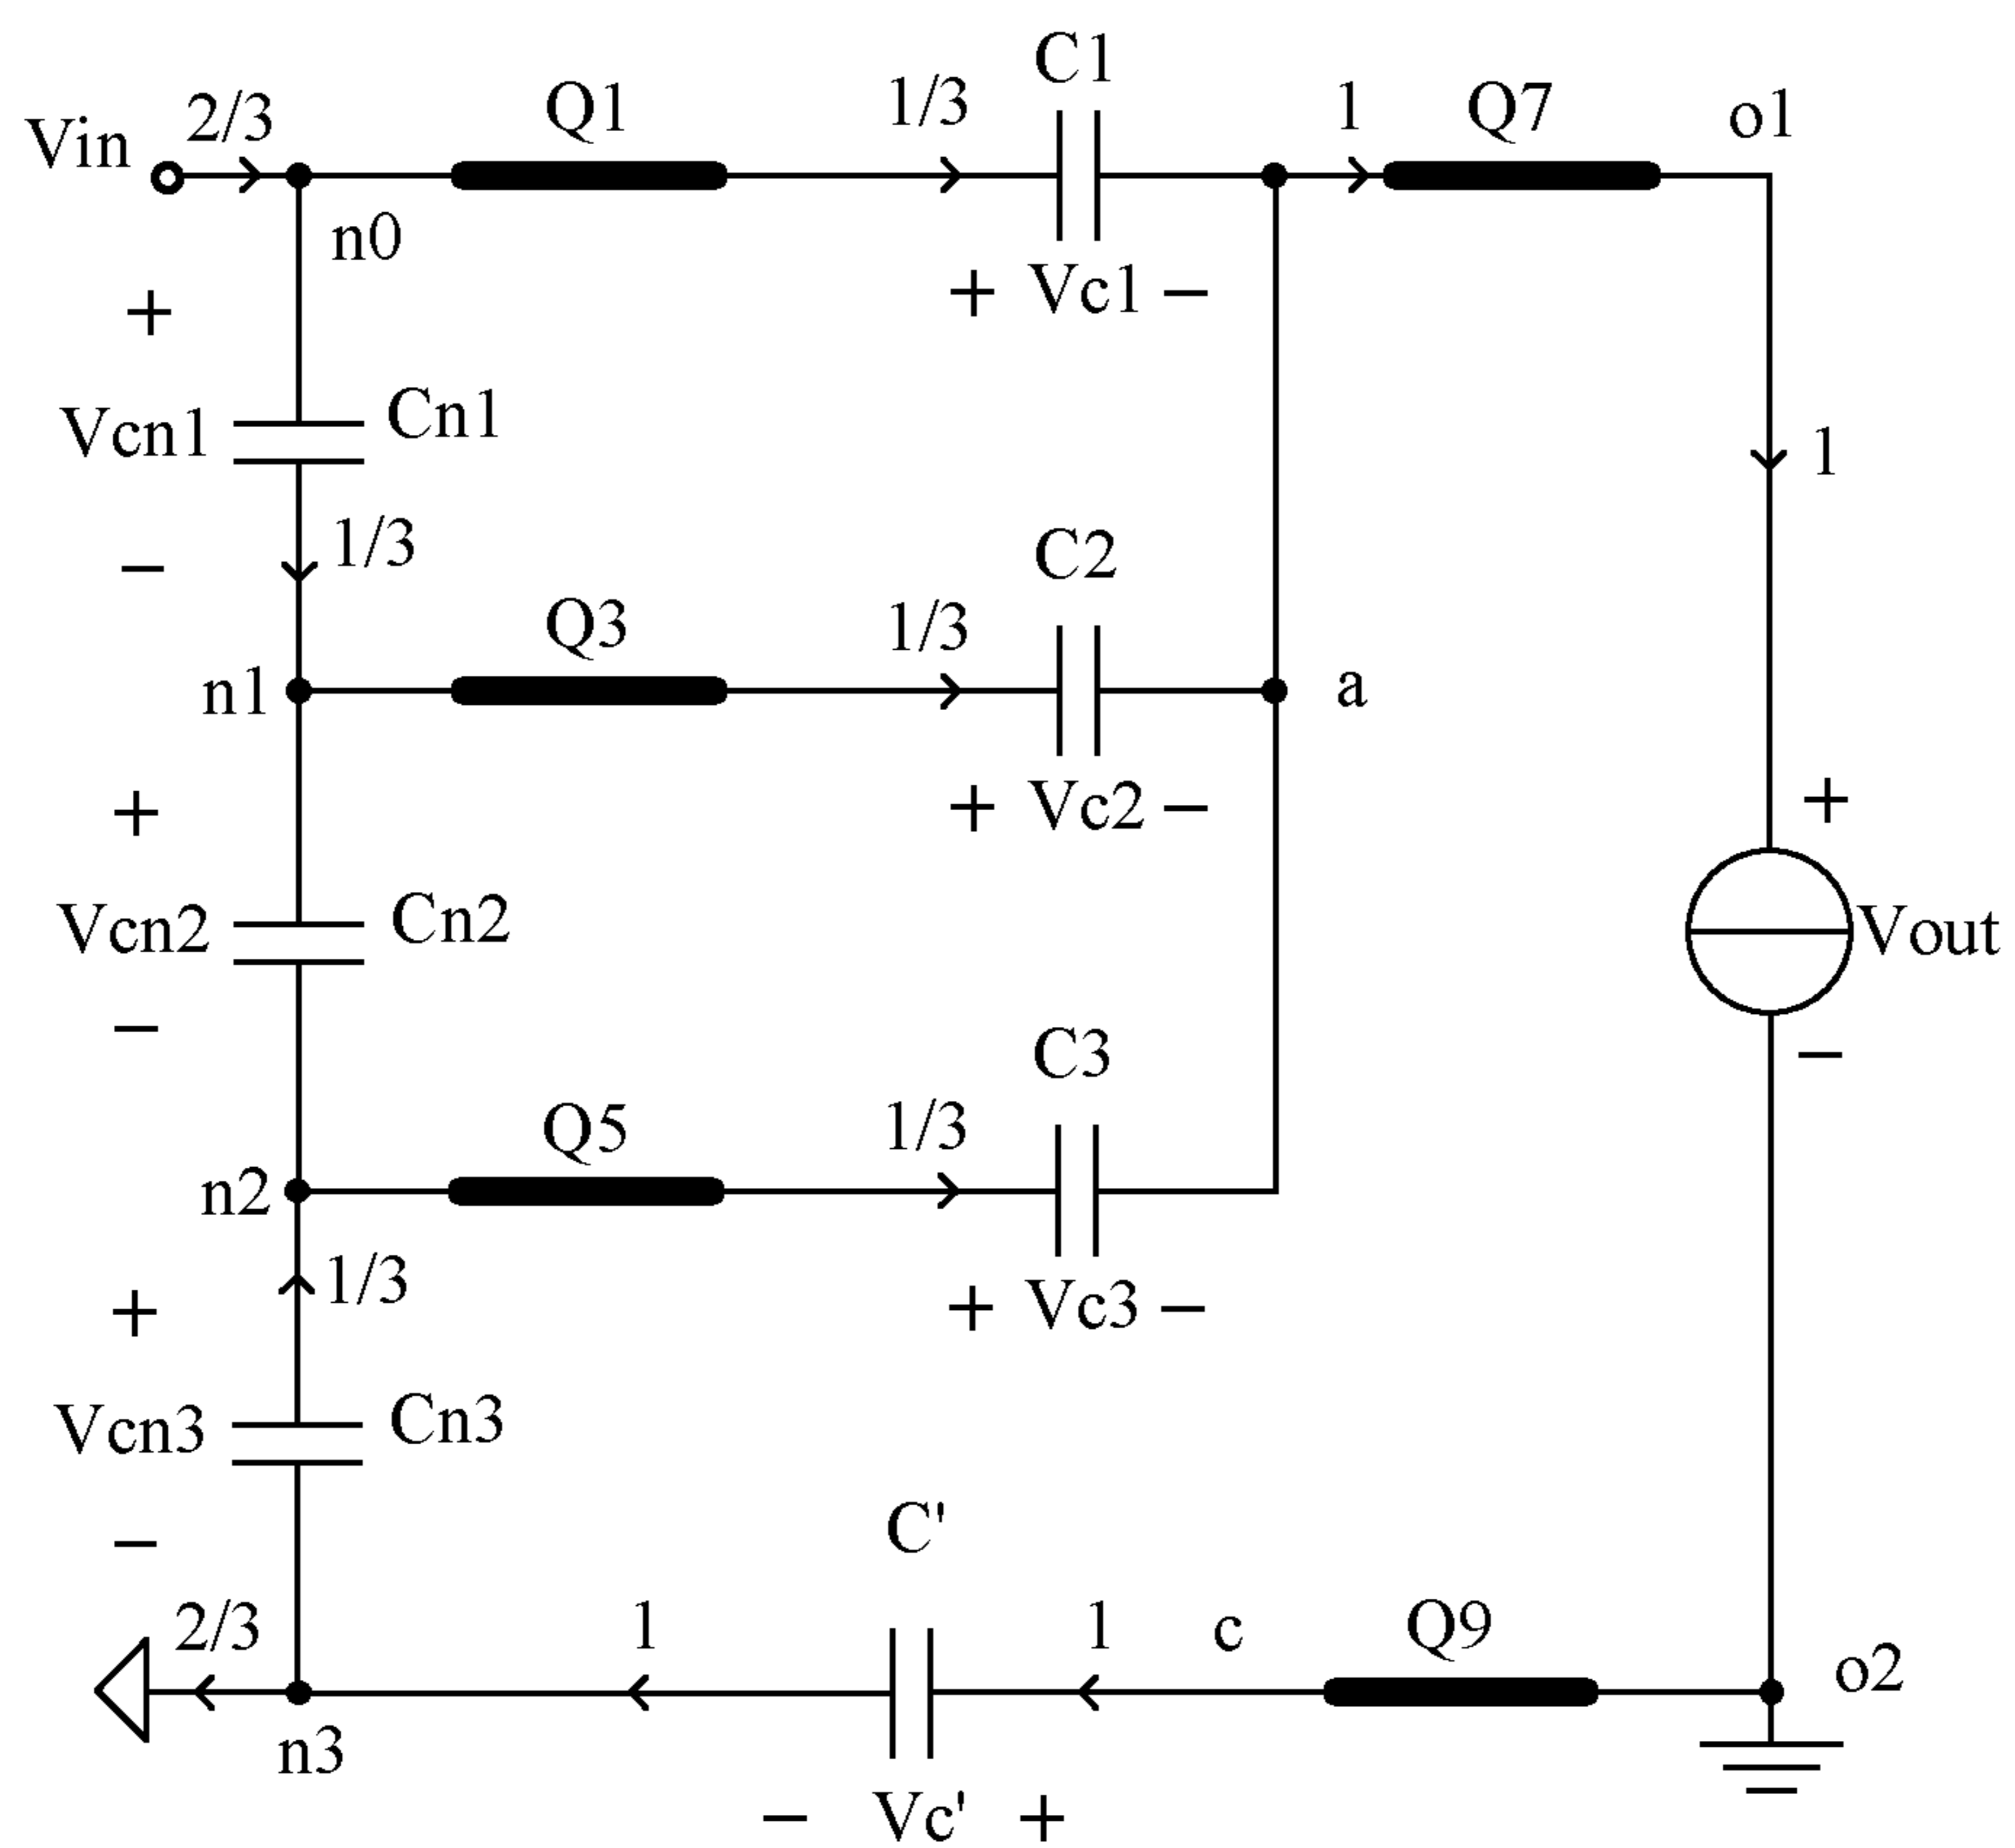 C1
Vin 2/3 Q1 1/3 1 Q7 o1
n0
+ + Vc1 −
Vcn1 Cn1 1
− 1/3 C2
Q3 1/3
n1 a
+ + Vc2 − +
Vcn2 Cn2 Vout
− C3 −
Q5 1/3
n2
+ 1/3 + Vc3 −
Vcn3 Cn3
− C'
2/3 1 1 c Q9 o2
n3
− Vc' +